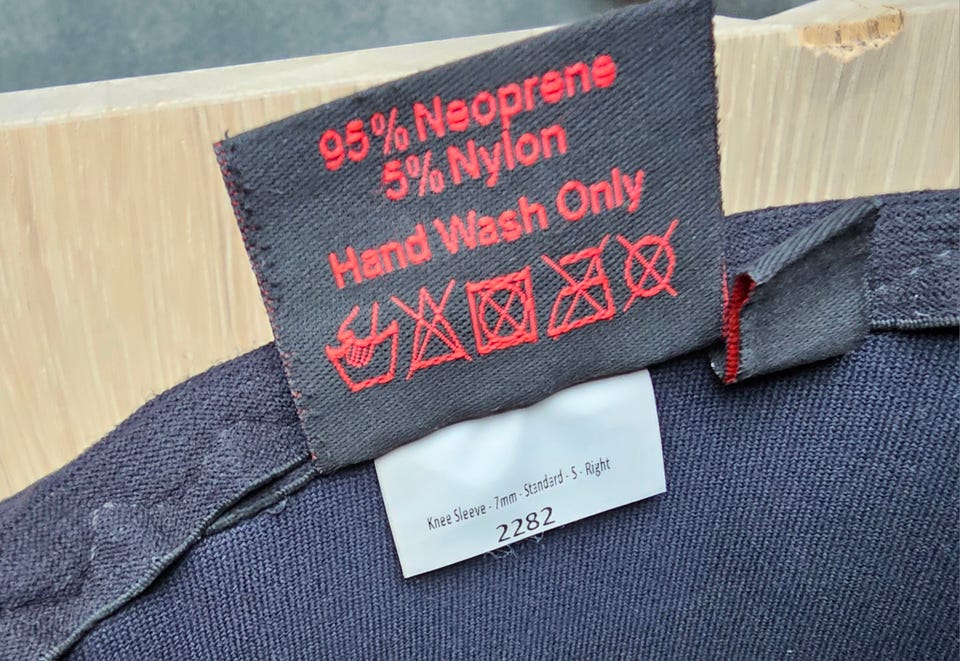 95% Neoprene
5% Nylon
Hand Wash Only
Knee Sleeve - 7mm - Standard - S - Right
2282